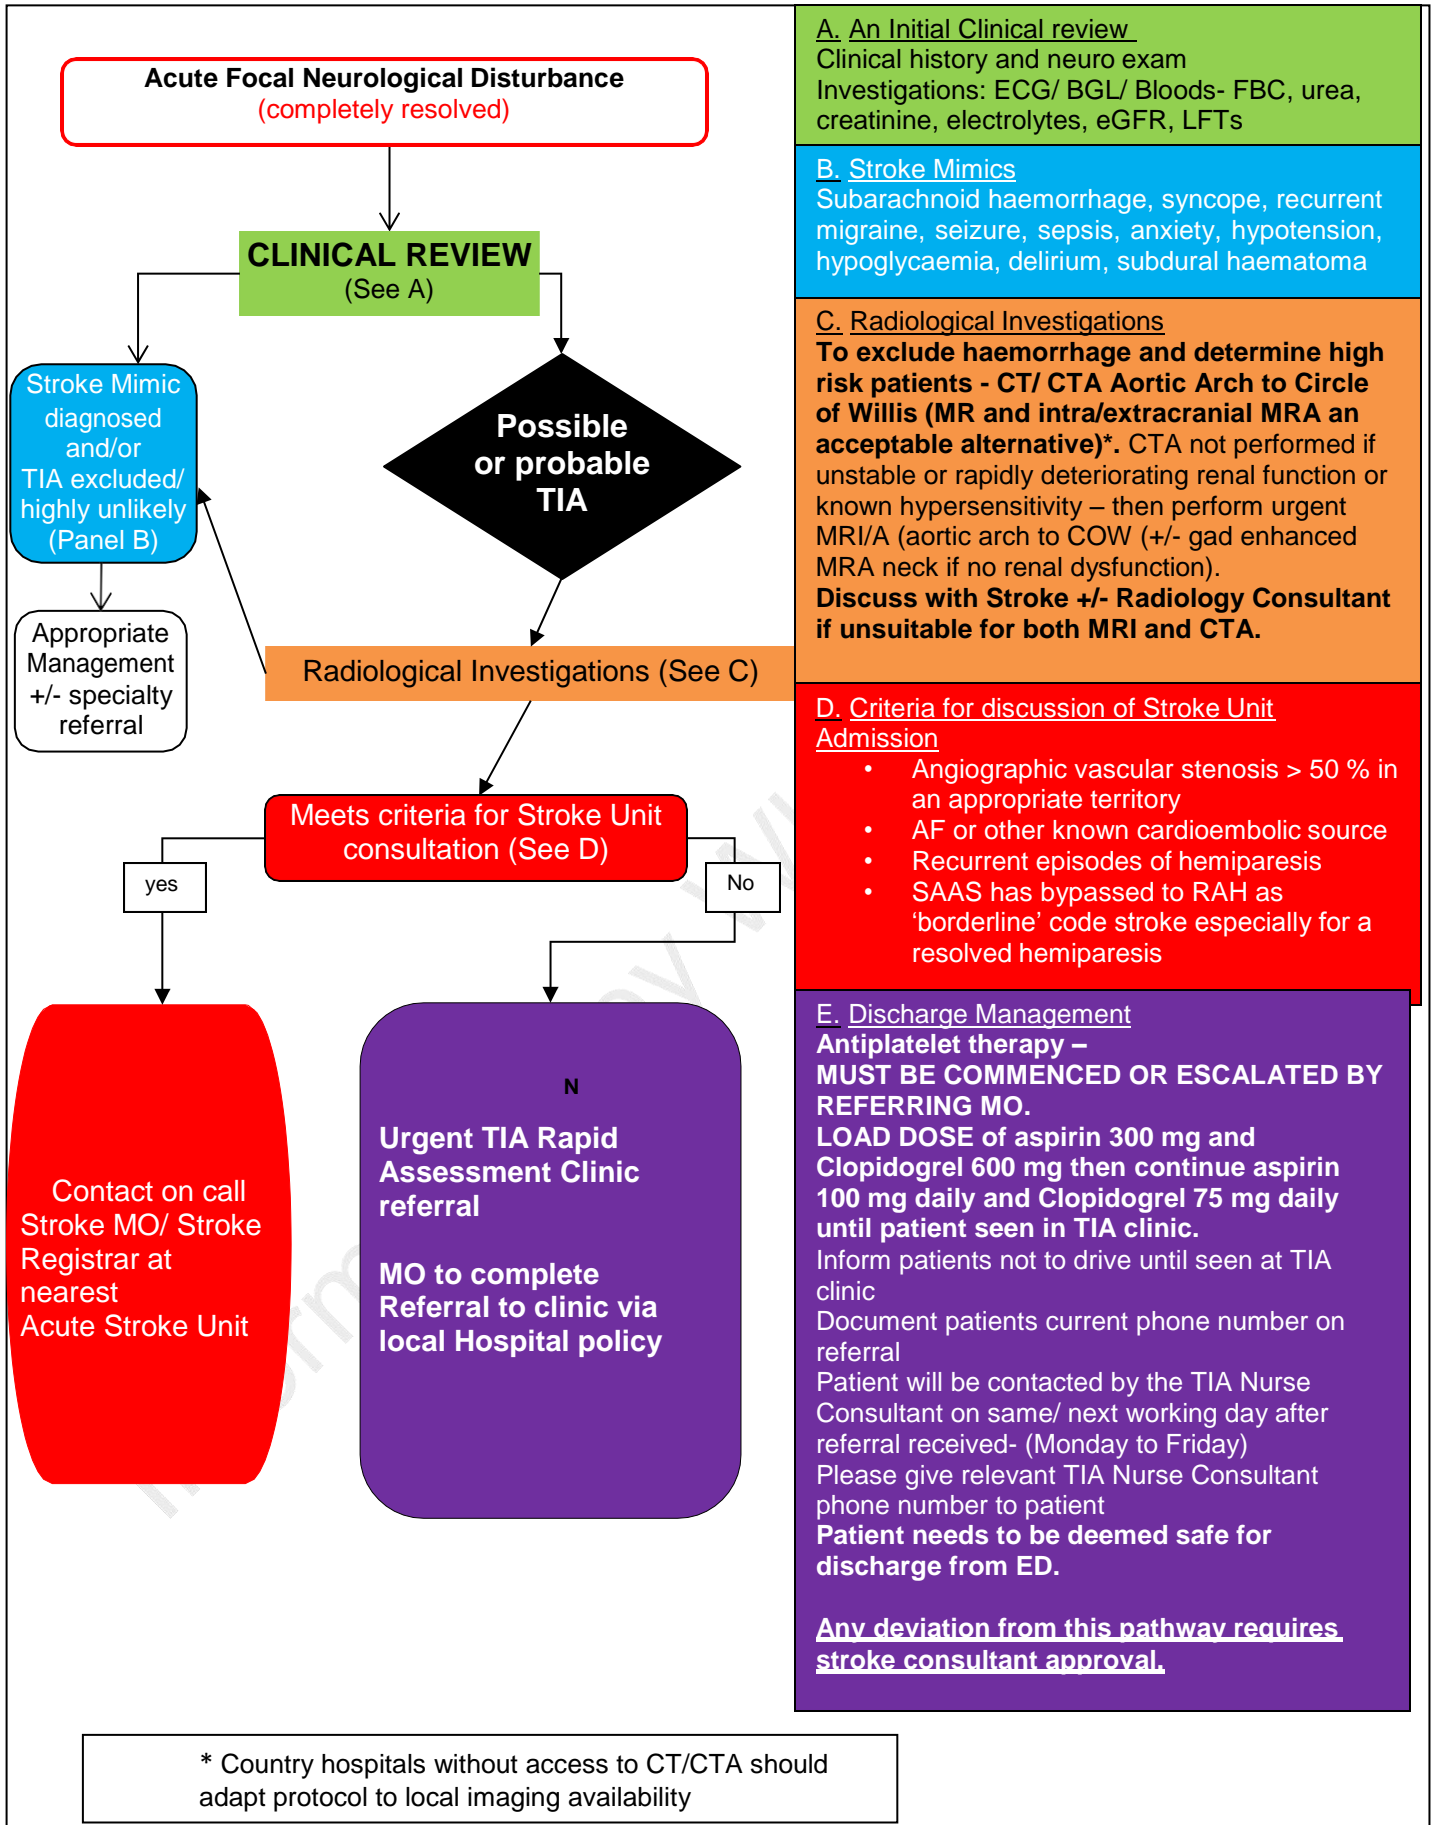 Acute Focal Neurological Disturbance
(completely resolved)
CLINICAL REVIEW
(See A)
Stroke Mimic
diagnosed
and/or
TIA excluded/
highly unlikely
(Panel B)
Possible
or probable
TIA
Appropriate
Management
+/- specialty
referral
Radiological Investigations (See C)
Meets criteria for Stroke Unit
consultation (See D)
yes
No
Contact on call
Stroke MO/ Stroke
Registrar at
nearest
Acute Stroke Unit
N
Urgent TIA Rapid
Assessment Clinic
referral
MO to complete
Referral to clinic via
local Hospital policy
A. An Initial Clinical review
Clinical history and neuro exam
Investigations: ECG/ BGL/ Bloods- FBC, urea,
creatinine, electrolytes, eGFR, LFTs
B. Stroke Mimics
Subarachnoid haemorrhage, syncope, recurrent
migraine, seizure, sepsis, anxiety, hypotension,
hypoglycaemia, delirium, subdural haematoma
C. Radiological Investigations
To exclude haemorrhage and determine high
risk patients - CT/ CTA Aortic Arch to Circle
of Willis (MR and intra/extracranial MRA an
acceptable alternative)*. CTA not performed if
unstable or rapidly deteriorating renal function or
known hypersensitivity – then perform urgent
MRI/A (aortic arch to COW (+/- gad enhanced
MRA neck if no renal dysfunction).
Discuss with Stroke +/- Radiology Consultant
if unsuitable for both MRI and CTA.
D. Criteria for discussion of Stroke Unit
Admission
• Angiographic vascular stenosis > 50 % in
an appropriate territory
• AF or other known cardioembolic source
• Recurrent episodes of hemiparesis
• SAAS has bypassed to RAH as
‘borderline’ code stroke especially for a
resolved hemiparesis
E. Discharge Management
Antiplatelet therapy –
MUST BE COMMENCED OR ESCALATED BY
REFERRING MO.
LOAD DOSE of aspirin 300 mg and
Clopidogrel 600 mg then continue aspirin
100 mg daily and Clopidogrel 75 mg daily
until patient seen in TIA clinic.
Inform patients not to drive until seen at TIA
clinic
Document patients current phone number on
referral
Patient will be contacted by the TIA Nurse
Consultant on same/ next working day after
referral received- (Monday to Friday)
Please give relevant TIA Nurse Consultant
phone number to patient
Patient needs to be deemed safe for
discharge from ED.
Any deviation from this pathway requires
stroke consultant approval.
* Country hospitals without access to CT/CTA should
adapt protocol to local imaging availability